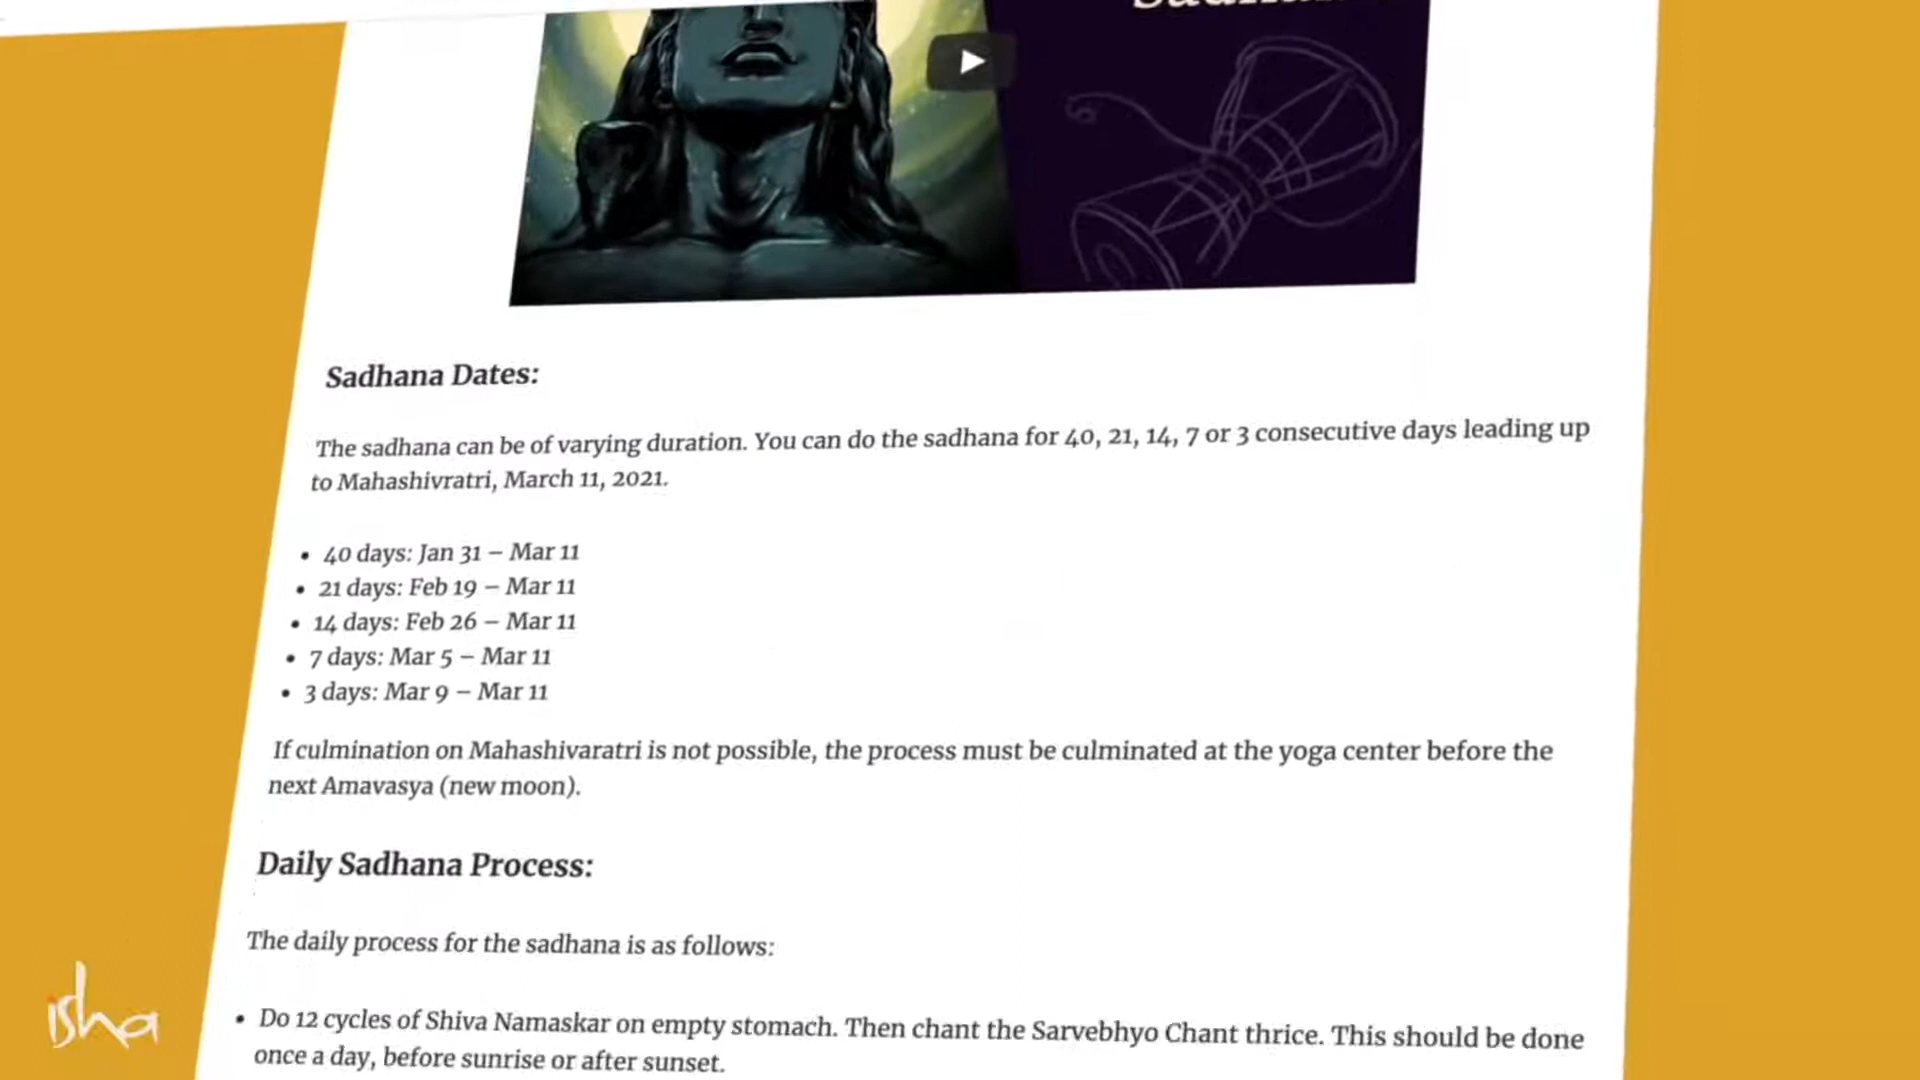 Sadhana Dates:
The sadhana can be of varying duration. You can do the sadhana for 40, 21, 14, 7 or 3 consecutive days leading up
to Mahashivratri, March 11, 2021.
• 40 days: Jan 31 – Mar 11
• 21 days: Feb 19 – Mar 11
• 14 days: Feb 26 – Mar 11
• 7 days: Mar 5 – Mar 11
• 3 days: Mar 9 – Mar 11
If culmination on Mahashivaratri is not possible, the process must be culminated at the yoga center before the
next Amavasya (new moon).
Daily Sadhana Process:
The daily process for the sadhana is as follows:
• Do 12 cycles of Shiva Namaskar on empty stomach. Then chant the Sarvebhyo Chant thrice. This should be done
once a day, before sunrise or after sunset.
isha